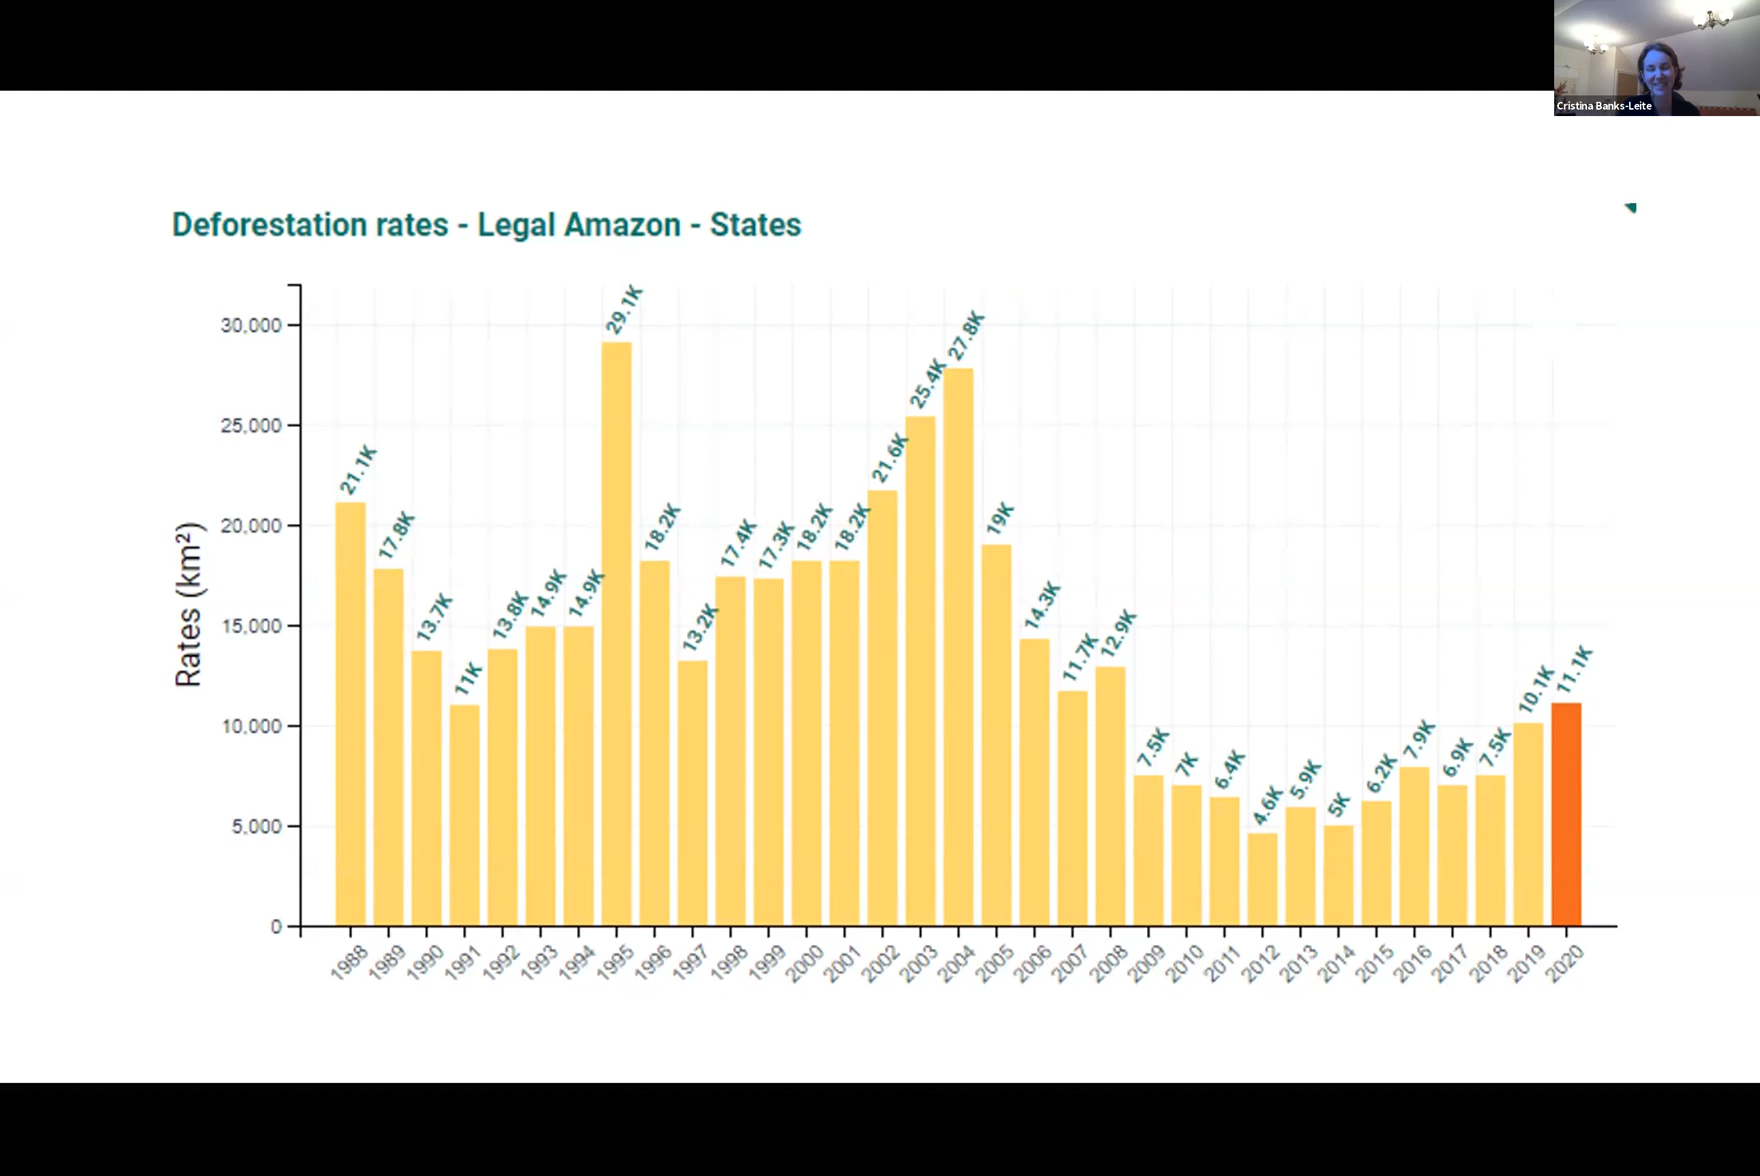 Cristina Banks-Leite
Deforestation rates - Legal Amazon - States
Rates (km²)
30,000
25,000
20,000
15,000
10,000
5,000
0
21.1K
17.8K
13.7K
11K
13.8K
14.9K
14.9K
29.1K
18.2K
13.2K
17.4K
17.3K
18.2K
18.2K
21.6K
25.4K
27.8K
19K
14.3K
11.7K
12.9K
7.5K
7K
6.4K
4.6K
5.9K
5K
6.2K
7.9K
6.9K
7.5K
10.1K
11.1K
1988
1989
1990
1991
1992
1993
1994
1995
1996
1997
1998
1999
2000
2001
2002
2003
2004
2005
2006
2007
2008
2009
2010
2011
2012
2013
2014
2015
2016
2017
2018
2019
2020